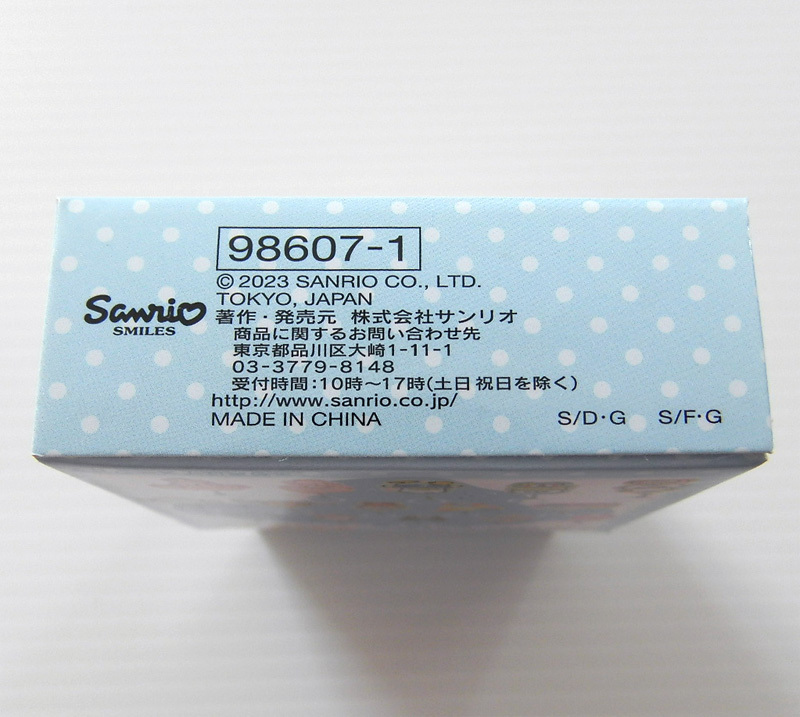 98607-1
© 2023 SANRIO CO., LTD.
TOKYO, JAPAN
Sanrio
SMILES
著作・発売元 株式会社サンリオ
商品に関するお問い合わせ先
東京都品川区大崎1-11-1
03-3779-8148
受付時間:10時～17時(土日祝日を除く)
http://www.sanrio.co.jp/
MADE IN CHINA
S/D・G S/F・G